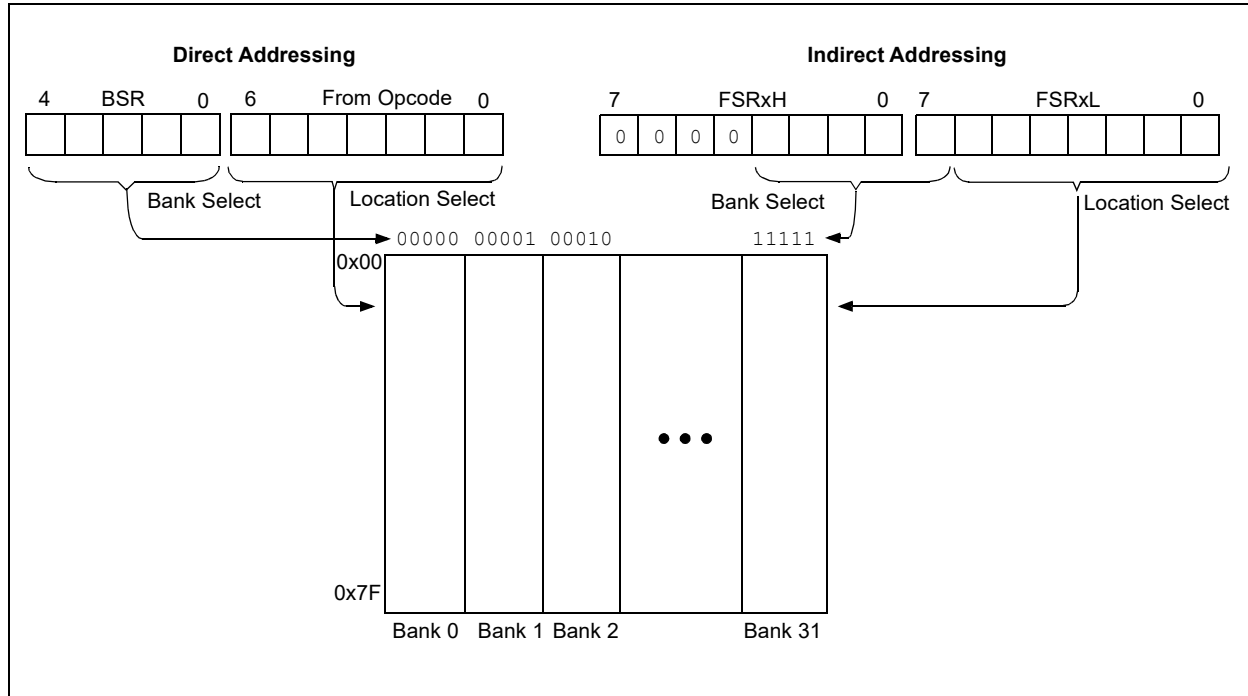 Direct Addressing Indirect Addressing
4 BSR 0 6 From Opcode 0 7 FSRxH 0 7 FSRxL 0
0 0 0 0
Bank Select Location Select Bank Select Location Select
00000 00001 00010 11111
0x00
0x7F
Bank 0 Bank 1 Bank 2 Bank 31